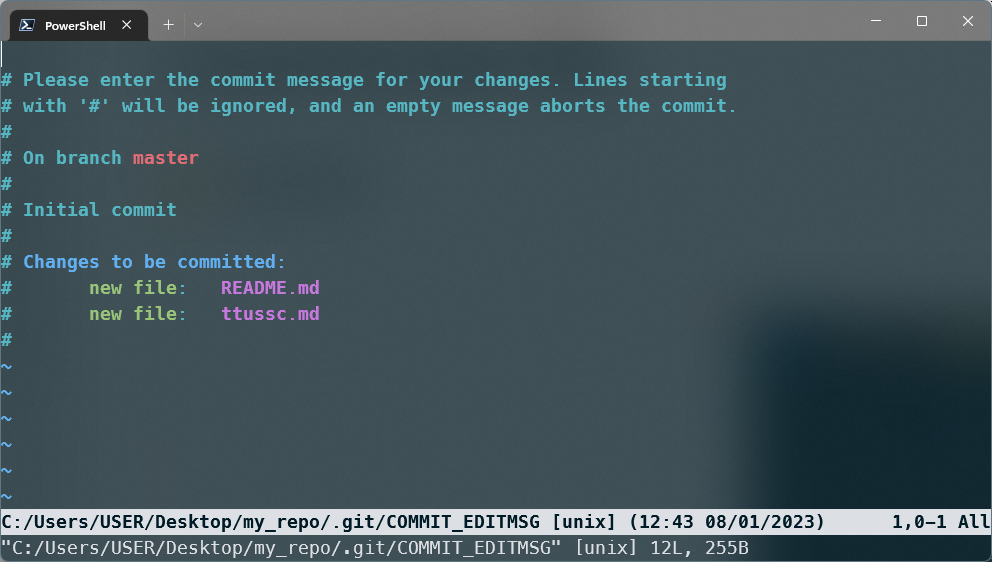 PowerShell
# Please enter the commit message for your changes. Lines starting
# with '#' will be ignored, and an empty message aborts the commit.
#
# On branch master
#
# Initial commit
#
# Changes to be committed:
#       new file:   README.md
#       new file:   ttussc.md
#
~
~
~
~
~
~
C:/Users/USER/Desktop/my_repo/.git/COMMIT_EDITMSG [unix] (12:43 08/01/2023)      1,0-1 All
"C:/Users/USER/Desktop/my_repo/.git/COMMIT_EDITMSG" [unix] 12L, 255B